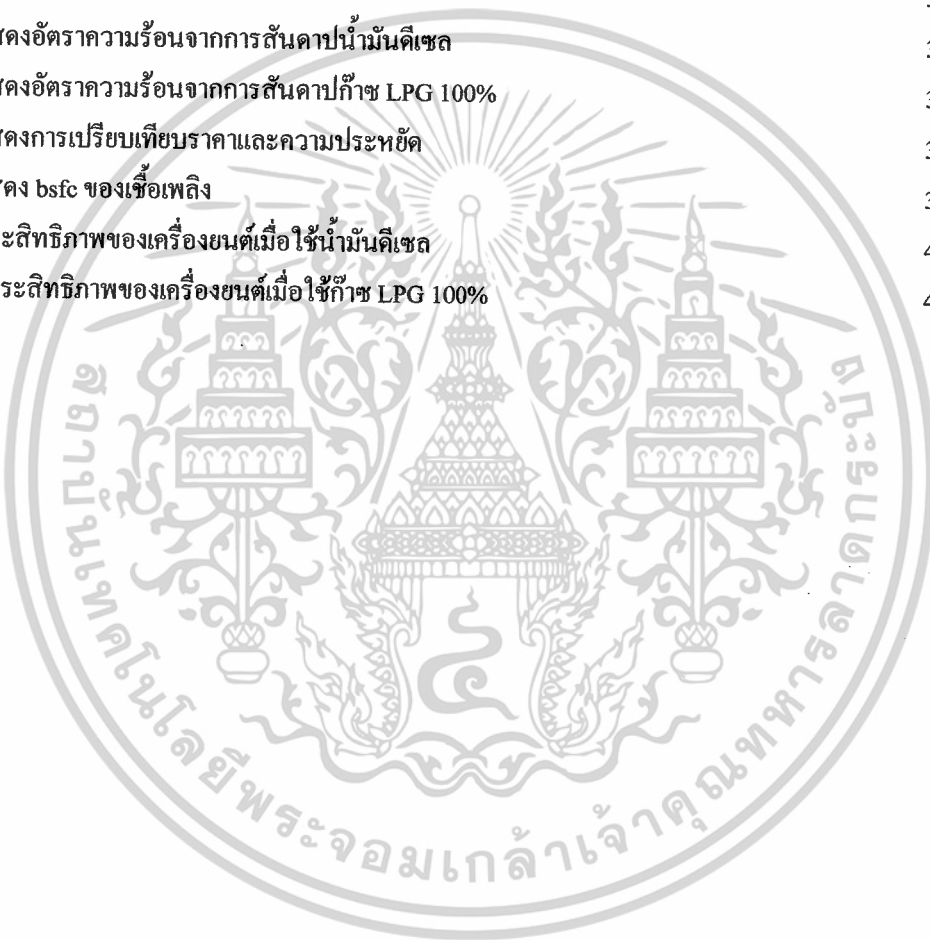 สดงอัตราความร้อนจากการสันดาปน้ำมันดีเซล
สดงอัตราความร้อนจากการสันดาปก๊าซ LPG 100%
สดงการเปรียบเทียบราคาและความประหยัด
สดง bsfc ของเชื้อเพลิง
ะสิทธิภาพของเครื่องยนต์เมื่อใช้น้ำมันดีเซล
ระสิทธิภาพของเครื่องยนต์เมื่อใช้ก๊าซ LPG 100%
สถาบันเทคโนโลยีพระจอมเกล้าเจ้าคุณทหารลาดกระบัง